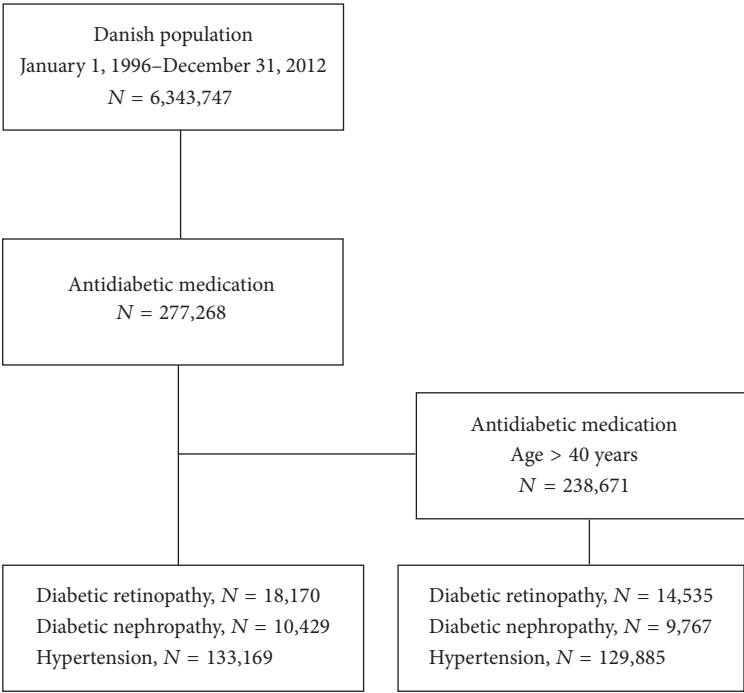 Danish population
January 1, 1996–December 31, 2012
N = 6,343,747
Antidiabetic medication
N = 277,268
Antidiabetic medication
Age > 40 years
N = 238,671
Diabetic retinopathy, N = 18,170
Diabetic nephropathy, N = 10,429
Hypertension, N = 133,169
Diabetic retinopathy, N = 14,535
Diabetic nephropathy, N = 9,767
Hypertension, N = 129,885